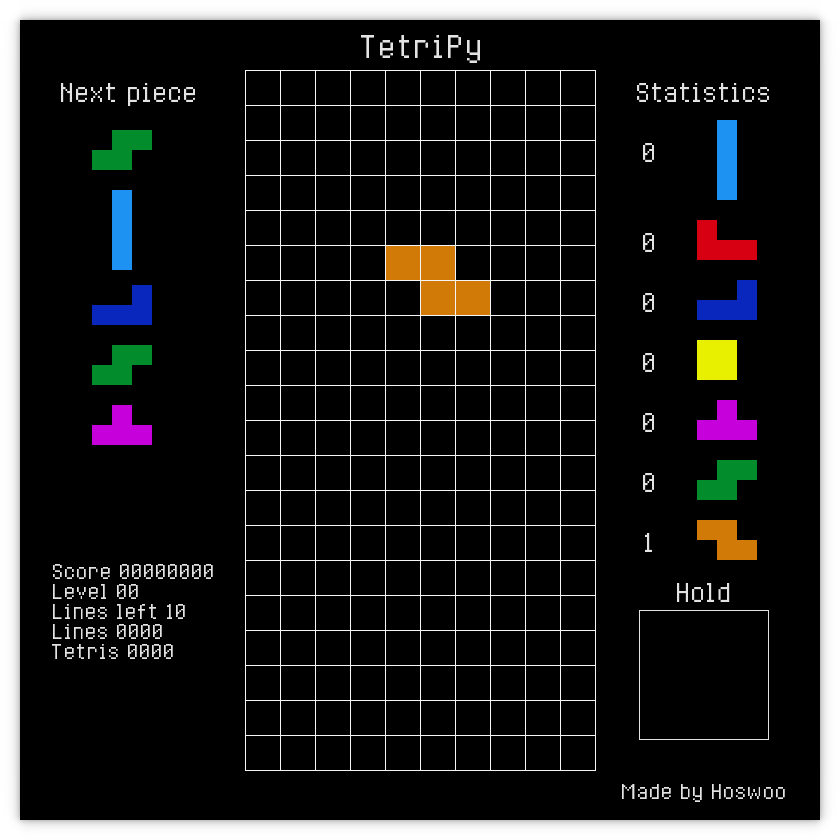 TetriPy
Next piece
Statistics
0
0
0
0
0
0
1
Score 00000000
Level 00
Lines left 10
Lines 0000
Tetris 0000
Hold
Made by Hoswoo